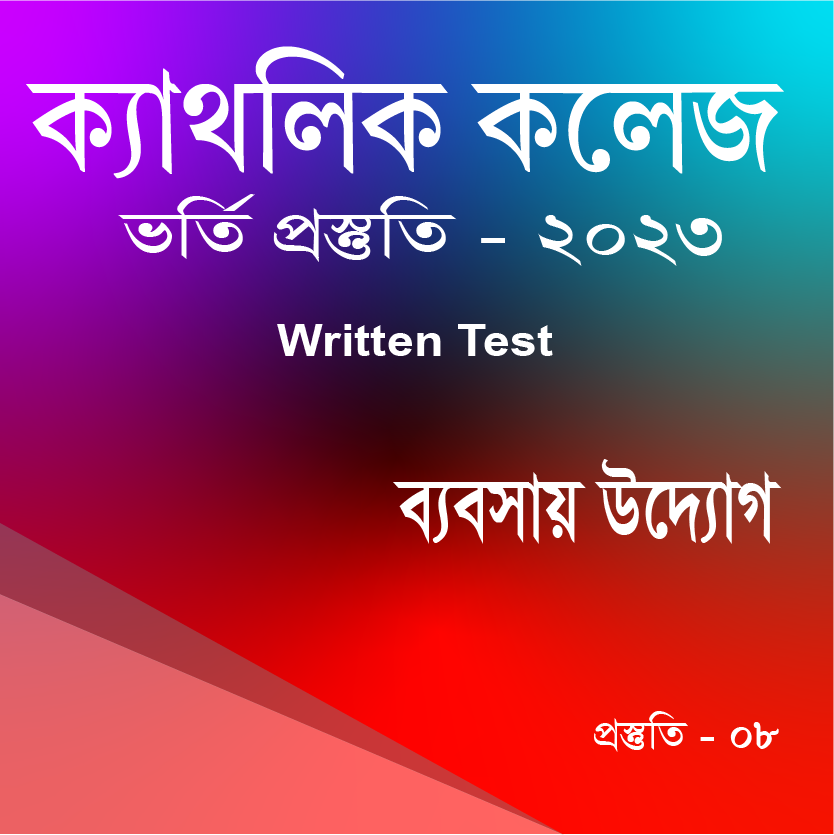 ক্যাথলিক কলেজ
ভর্তি প্রস্তুতি - ২০২৩
Written Test
ব্যবসায় উদ্যোগ
প্রস্তুতি - ০৮